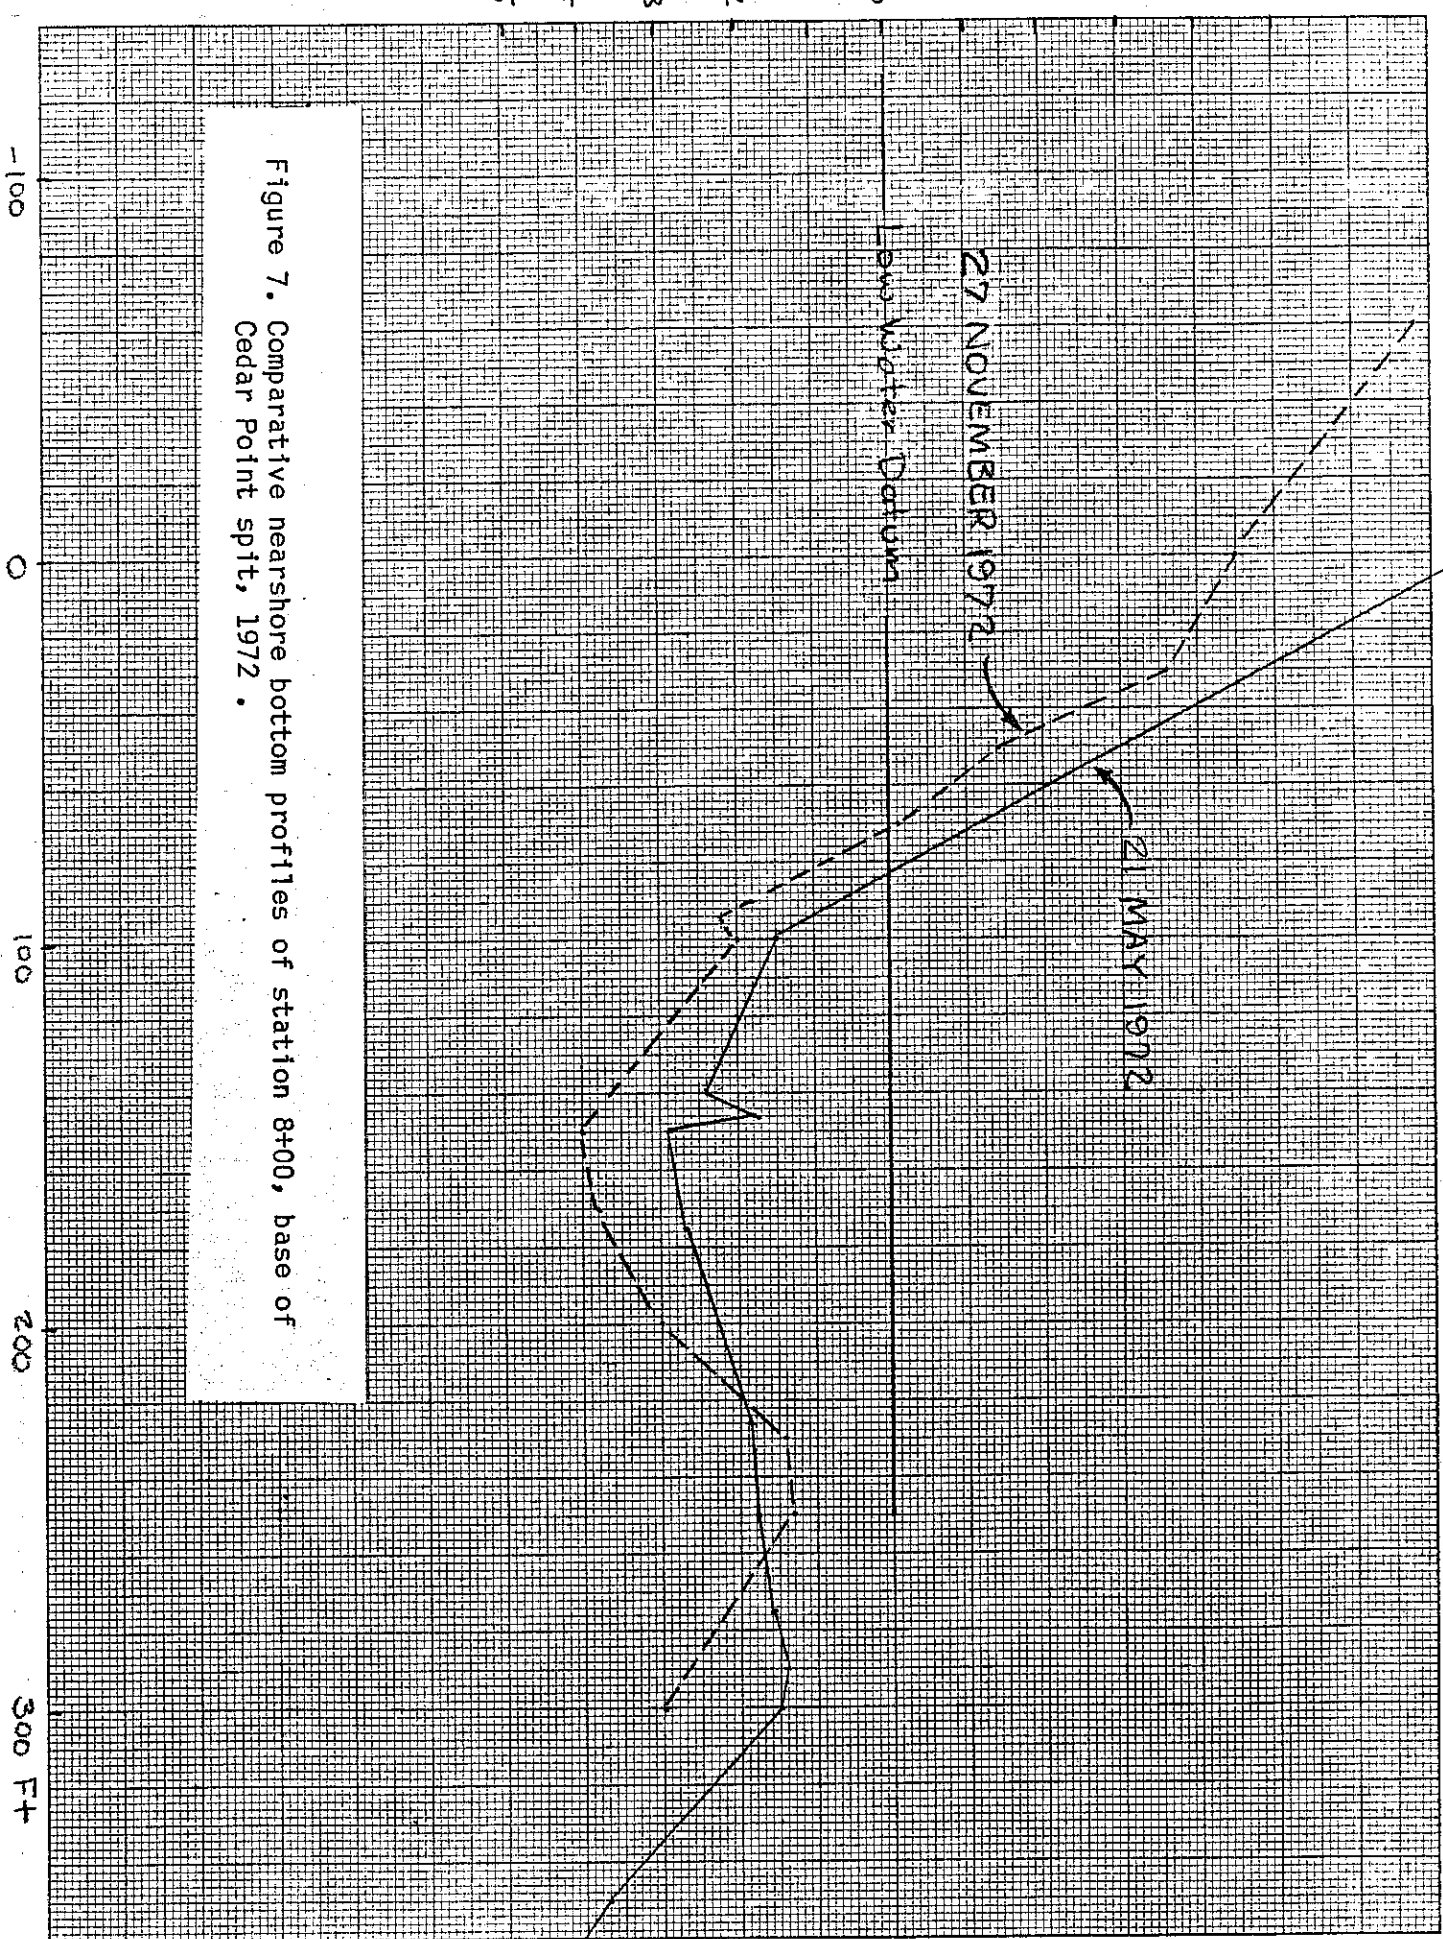 27 NOVEMBER 1972
21 MAY 1972
Low Water Datum
-100
0
100
200
300 Ft
Figure 7. Comparative nearshore bottom profiles of station 8+00, base of
Cedar Point spit, 1972.